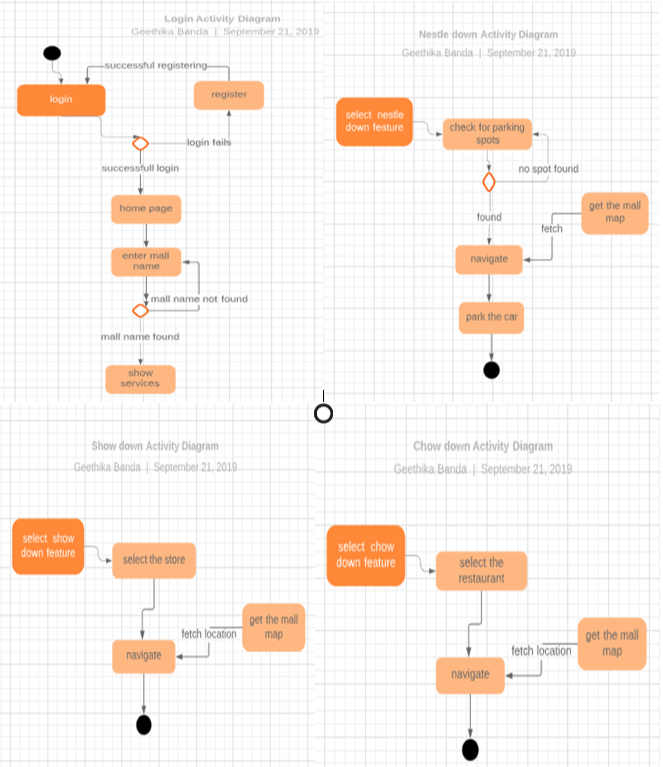 Login Activity Diagram
Geethika Banda | September 21, 2019
successful registering
login
register
login fails
successfull login
home page
enter mall
name
mall name not found
mall name found
show
services
Nestle down Activity Diagram
Geethika Banda | September 21, 2019
select nestle
down feature
check for parking
spots
no spot found
get the mall
map
found
fetch
navigate
park the car
Show down Activity Diagram
Geethika Banda | September 21, 2019
select show
down feature
select the store
get the mall
map
fetch location
navigate
Chow down Activity Diagram
Geethika Banda | September 21, 2019
select chow
down feature
select the
restaurant
get the mall
map
fetch location
navigate